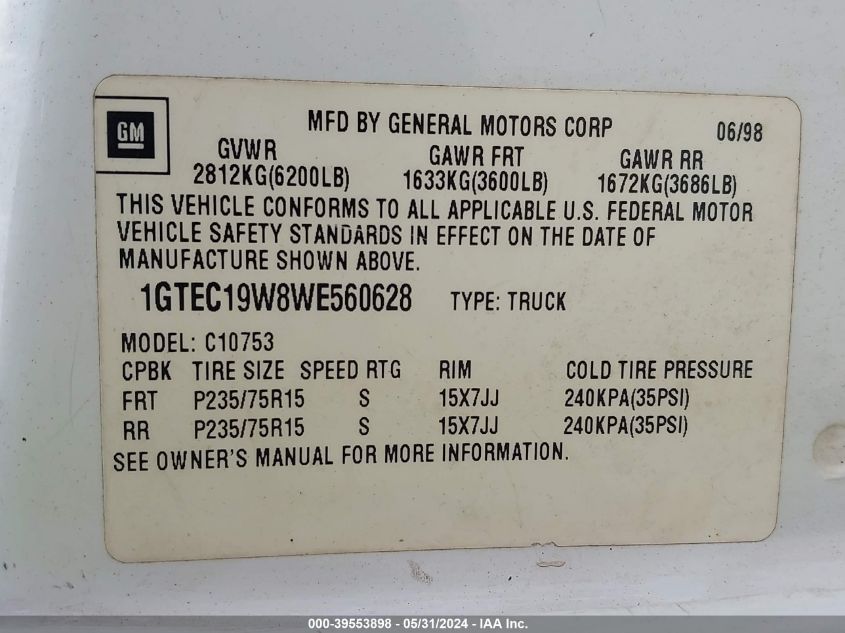 GM
MFD BY GENERAL MOTORS CORP 06/98
GVWR GAWR FRT GAWR RR
2812KG(6200LB) 1633KG(3600LB) 1672KG(3686LB)
THIS VEHICLE CONFORMS TO ALL APPLICABLE U.S. FEDERAL MOTOR
VEHICLE SAFETY STANDARDS IN EFFECT ON THE DATE OF
MANUFACTURE SHOWN ABOVE.
1GTEC19W8WE560628 TYPE: TRUCK
MODEL: C10753
CPBK TIRE SIZE SPEED RTG RIM COLD TIRE PRESSURE
FRT P235/75R15 S 15X7JJ 240KPA(35PSI)
RR P235/75R15 S 15X7JJ 240KPA(35PSI)
SEE OWNER'S MANUAL FOR MORE INFORMATION.
000-39553898 - 05/31/2024 - IAA Inc.